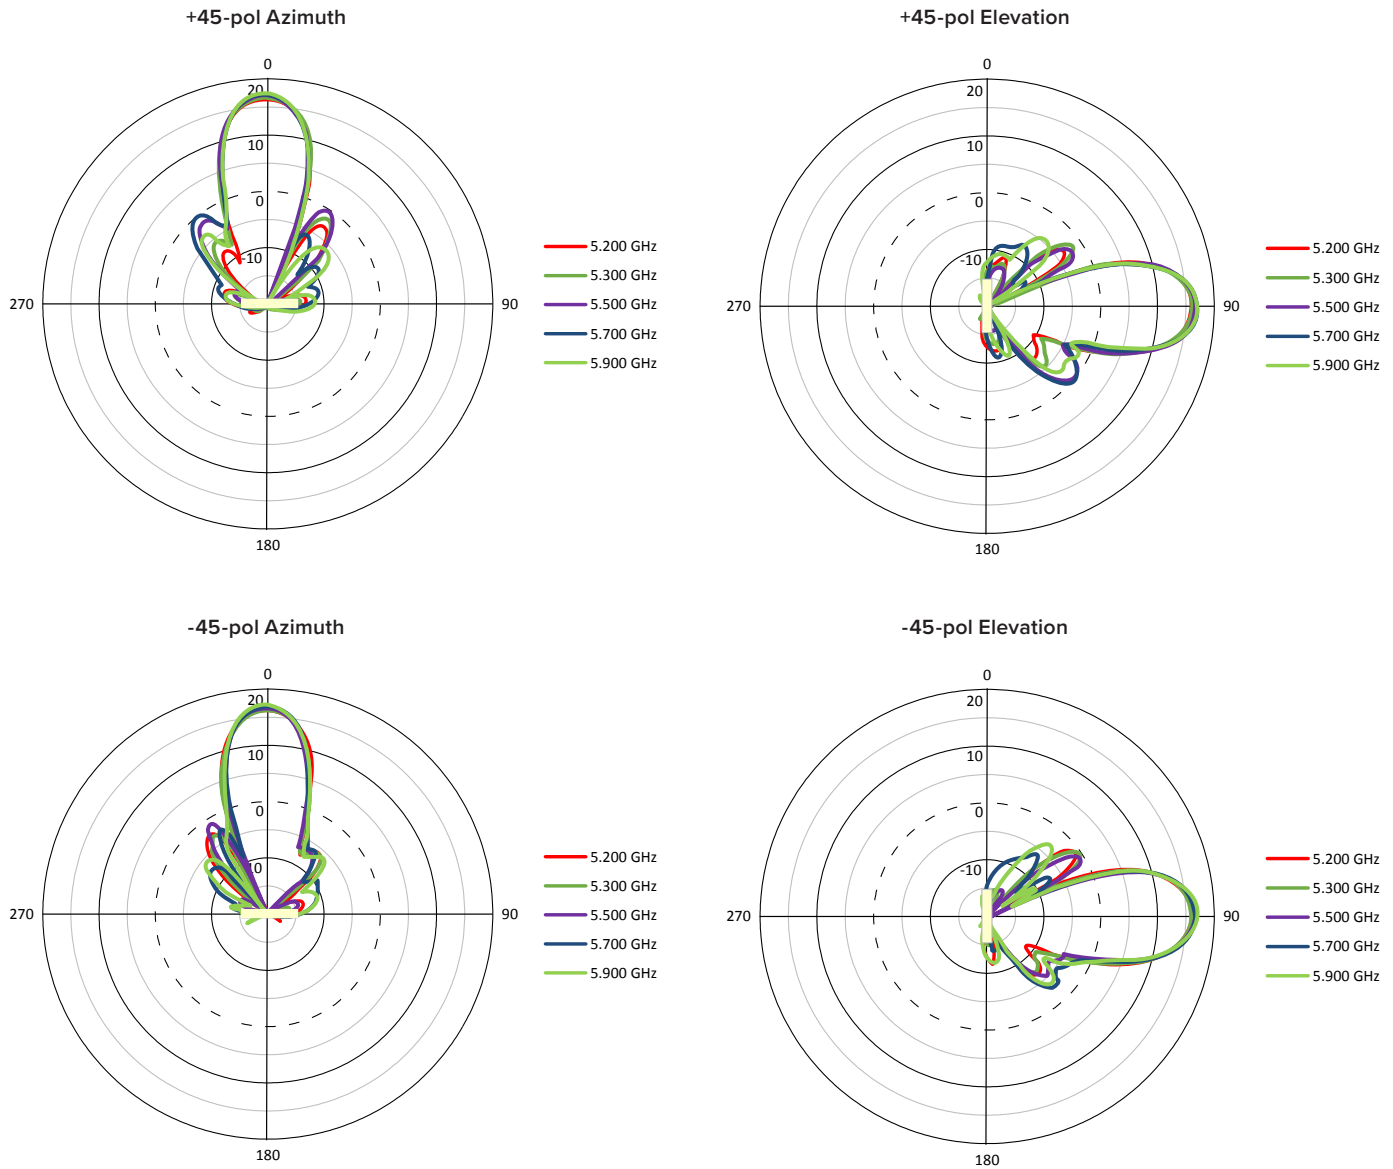 +45-pol Azimuth
0
20
10
0
-10
270
90
180
5.200 GHz
5.300 GHz
5.500 GHz
5.700 GHz
5.900 GHz
+45-pol Elevation
0
20
10
0
-10
270
90
180
5.200 GHz
5.300 GHz
5.500 GHz
5.700 GHz
5.900 GHz
-45-pol Azimuth
0
20
10
0
10
270
90
180
5.200 GHz
5.300 GHz
5.500 GHz
5.700 GHz
5.900 GHz
-45-pol Elevation
0
20
10
0
-10
270
90
180
5.200 GHz
5.300 GHz
5.500 GHz
5.700 GHz
5.900 GHz